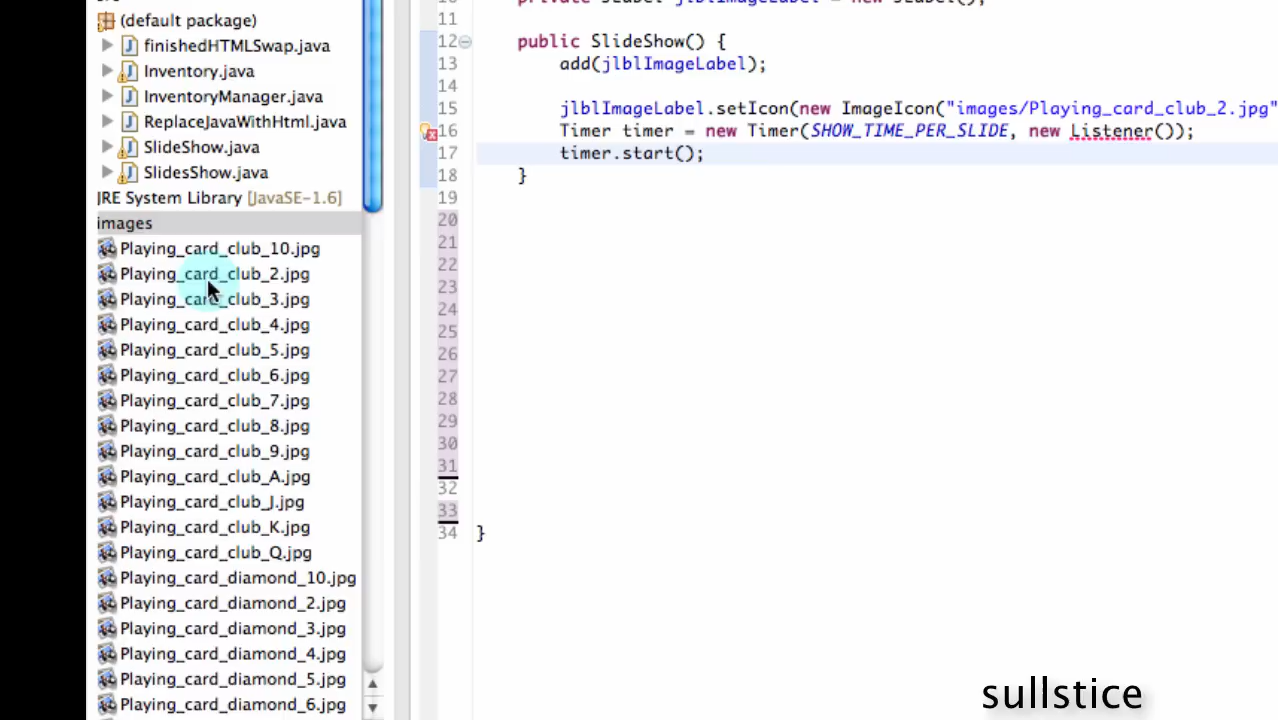 (default package)
finishedHTMLSwap.java
Inventory.java
InventoryManager.java
ReplaceJavaWithHtml.java
SlideShow.java
SlidesShow.java
JRE System Library [JavaSE-1.6]
images
Playing_card_club_10.jpg
Playing_card_club_2.jpg
Playing_card_club_3.jpg
Playing_card_club_4.jpg
Playing_card_club_5.jpg
Playing_card_club_6.jpg
Playing_card_club_7.jpg
Playing_card_club_8.jpg
Playing_card_club_9.jpg
Playing_card_club_A.jpg
Playing_card_club_J.jpg
Playing_card_club_K.jpg
Playing_card_club_Q.jpg
Playing_card_diamond_10.jpg
Playing_card_diamond_2.jpg
Playing_card_diamond_3.jpg
Playing_card_diamond_4.jpg
Playing_card_diamond_5.jpg
Playing_card_diamond_6.jpg
11
12 public SlideShow() {
13 add(jlblImageLabel);
14
15 jlblImageLabel.setIcon(new ImageIcon("images/Playing_card_club_2.jpg"
16 Timer timer = new Timer(SHOW_TIME_PER_SLIDE, new Listener());
17 timer.start();
18 }
19
20
21
22
23
24
25
26
27
28
29
30
31
32
33
34 }
sullstice